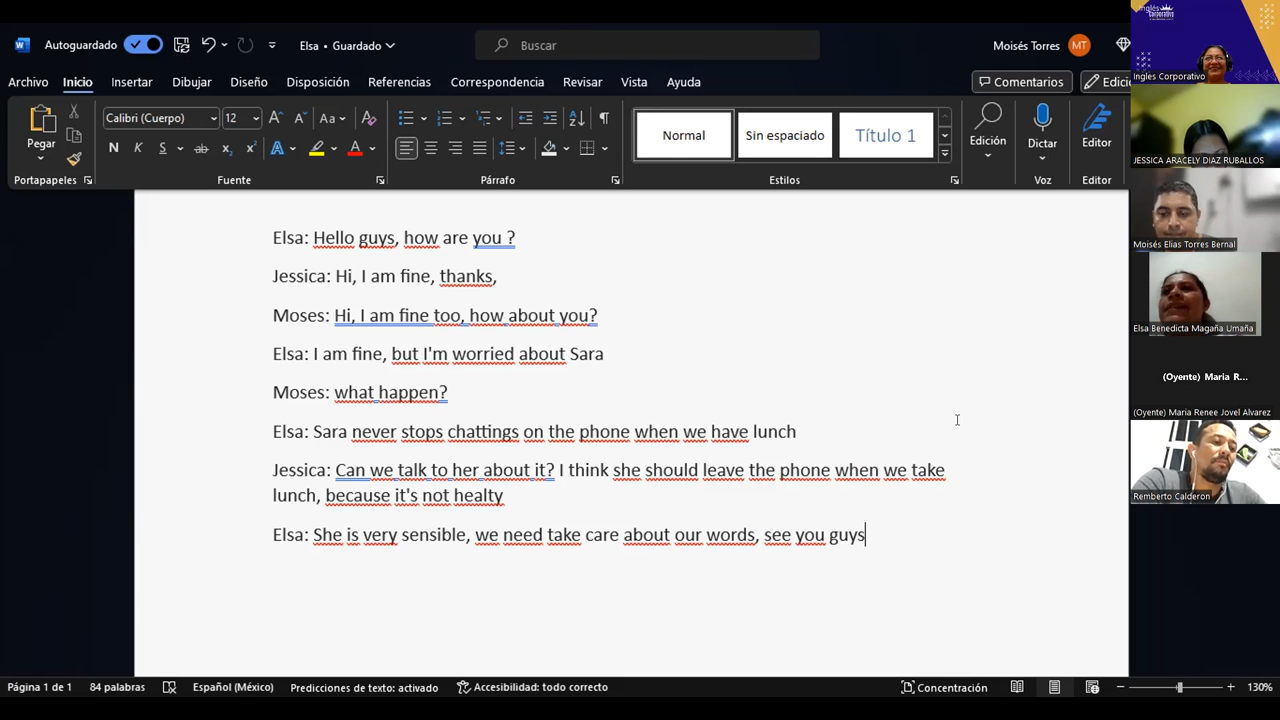 Autoguardado
Elsa • Guardado
Buscar
Moisés Torres
MT
Archivo
Inicio
Insertar
Dibujar
Diseño
Disposición
Referencias
Correspondencia
Revisar
Vista
Ayuda
Comentarios
Edició
Pegar
Portapapeles
Calibri (Cuerpo)
12
Fuente
Párrafo
Normal
Sin espaciado
Título 1
Estilos
Edición
Dictar
Voz
Editor
Editor
Elsa: Hello guys, how are you ?
Jessica: Hi, I am fine, thanks,
Moses: Hi, I am fine too, how about you?
Elsa: I am fine, but I'm worried about Sara
Moses: what happen?
Elsa: Sara never stops chattings on the phone when we have lunch
Jessica: Can we talk to her about it? I think she should leave the phone when we take
lunch, because it's not healty
Elsa: She is very sensible, we need take care about our words, see you guys
Página 1 de 1
84 palabras
Español (México)
Predicciones de texto: activado
Accesibilidad: todo correcto
Concentración
130%
Inglés
Corporativo
Ingles Corporativo
JESSICA ARACELY DIAZ RUBALLOS
Moisés Elias Torres Bernal
Elsa Benedicta Magaña Umaña
(Oyente) Maria R...
(Oyente) Maria Renee Jovel Alvarez
Remberto Calderon